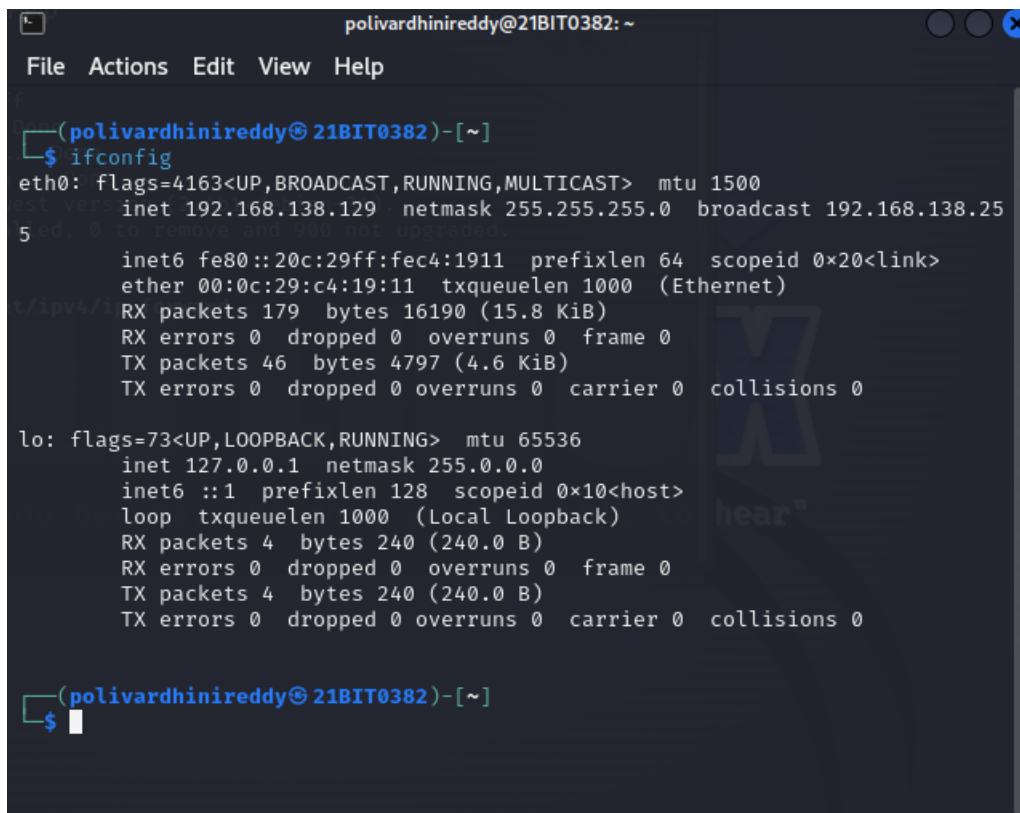 polivardhinireddy@21BIT0382: ~
File Actions Edit View Help
┌──(polivardhinireddy㉿21BIT0382)-[~]
└─$ ifconfig
eth0: flags=4163<UP,BROADCAST,RUNNING,MULTICAST>  mtu 1500
        inet 192.168.138.129  netmask 255.255.255.0  broadcast 192.168.138.25
5
        inet6 fe80::20c:29ff:fec4:1911  prefixlen 64  scopeid 0×20<link>
        ether 00:0c:29:c4:19:11  txqueuelen 1000  (Ethernet)
        RX packets 179  bytes 16190 (15.8 KiB)
        RX errors 0  dropped 0  overruns 0  frame 0
        TX packets 46  bytes 4797 (4.6 KiB)
        TX errors 0  dropped 0 overruns 0  carrier 0  collisions 0
lo: flags=73<UP,LOOPBACK,RUNNING>  mtu 65536
        inet 127.0.0.1  netmask 255.0.0.0
        inet6 ::1  prefixlen 128  scopeid 0×10<host>
        loop  txqueuelen 1000  (Local Loopback)
        RX packets 4  bytes 240 (240.0 B)
        RX errors 0  dropped 0  overruns 0  frame 0
        TX packets 4  bytes 240 (240.0 B)
        TX errors 0  dropped 0 overruns 0  carrier 0  collisions 0
hear"
┌──(polivardhinireddy㉿21BIT0382)-[~]
└─$